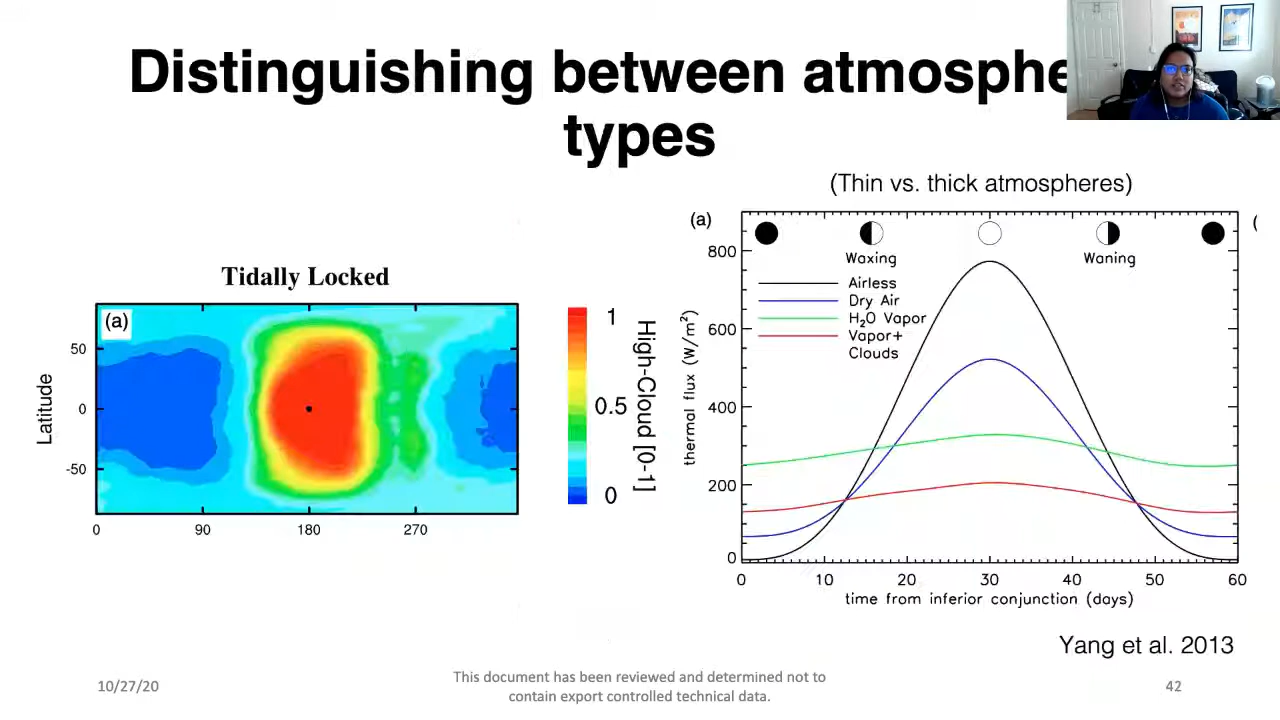 Distinguishing between atmosphe
types
(Thin vs. thick atmospheres)
Tidally Locked
(a)
Latitude
50
0
-50
0
90
180
270
1
0.5
0
High-Cloud [0-1]
(a)
(
800
600
400
200
0
thermal flux (W/m²)
Waxing
Waning
Airless
Dry Air
H₂O Vapor
Vapor+
Clouds
0
10
20
30
40
50
60
time from inferior conjunction (days)
Yang et al. 2013
10/27/20
This document has been reviewed and determined not to
contain export controlled technical data.
42